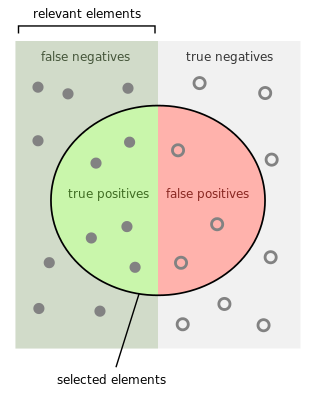 relevant elements
false negatives
true negatives
true positives
false positives
selected elements